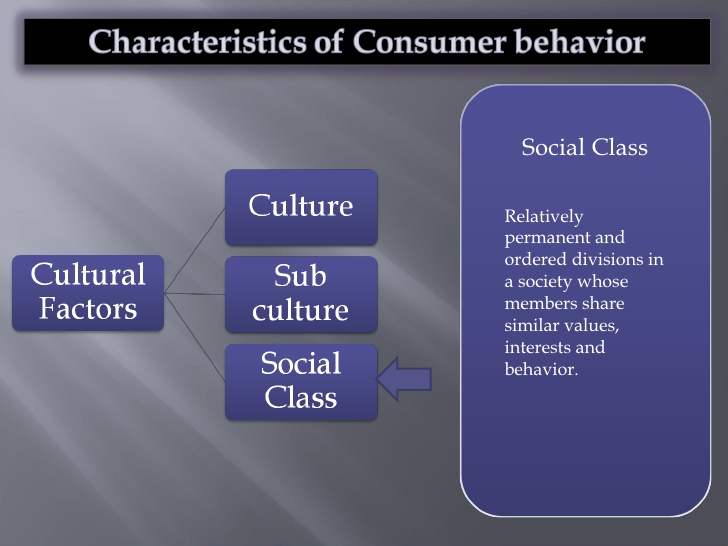 Characteristics of Consumer behavior
Cultural
Factors
Culture
Sub
culture
Social
Class
Social Class
Relatively
permanent and
ordered divisions in
a society whose
members share
similar values,
interests and
behavior.